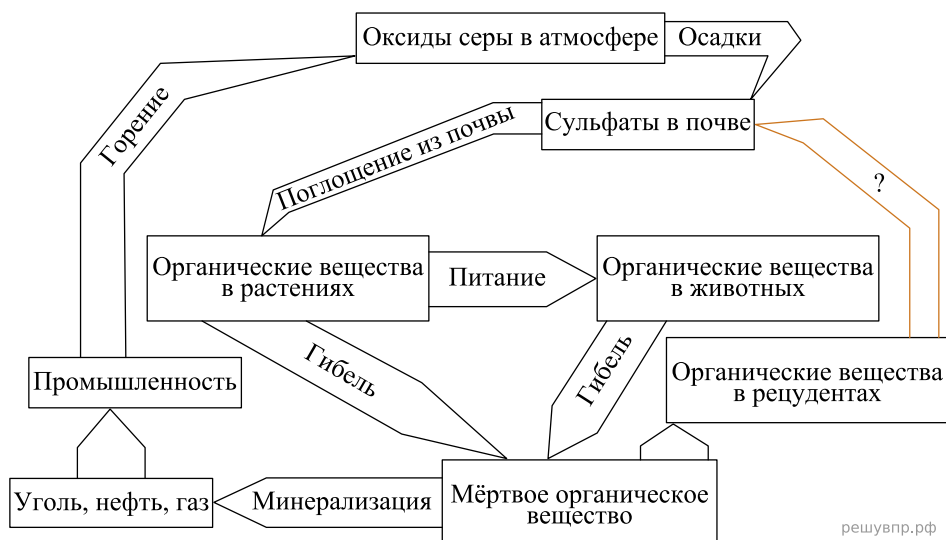 Оксиды серы в атмосфере
Осадки
Горение
Поглощение из почвы
Сульфаты в почве
?
Органические вещества
в растениях
Питание
Органические вещества
в животных
Гибель
Гибель
Промышленность
Органические вещества
в рецудентах
Уголь, нефть, газ
Минерализация
Мёртвое органическое
вещество
решувпр.рф